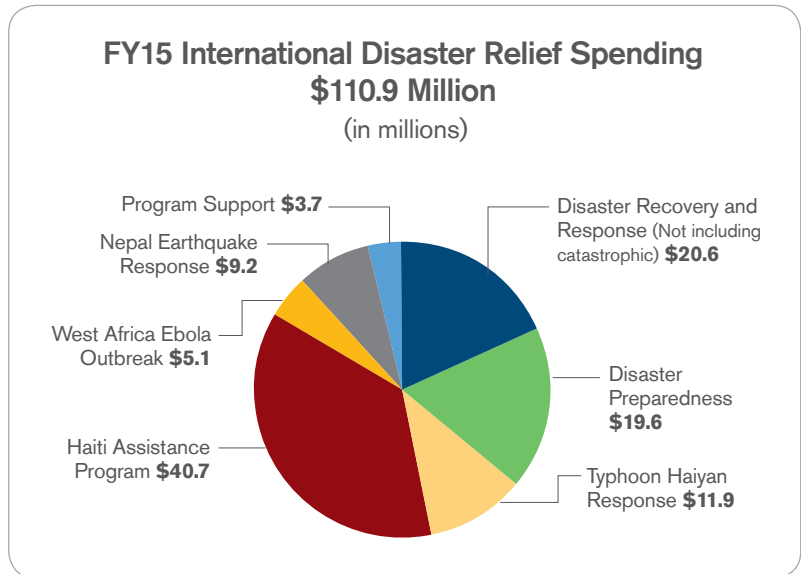 FY15 International Disaster Relief Spending
$110.9 Million
(in millions)
Program Support $3.7
Nepal Earthquake
Response $9.2
West Africa Ebola
Outbreak $5.1
Haiti Assistance
Program $40.7
Disaster Recovery and
Response (Not including
catastrophic) $20.6
Disaster
Preparedness
$19.6
Typhoon Haiyan
Response $11.9